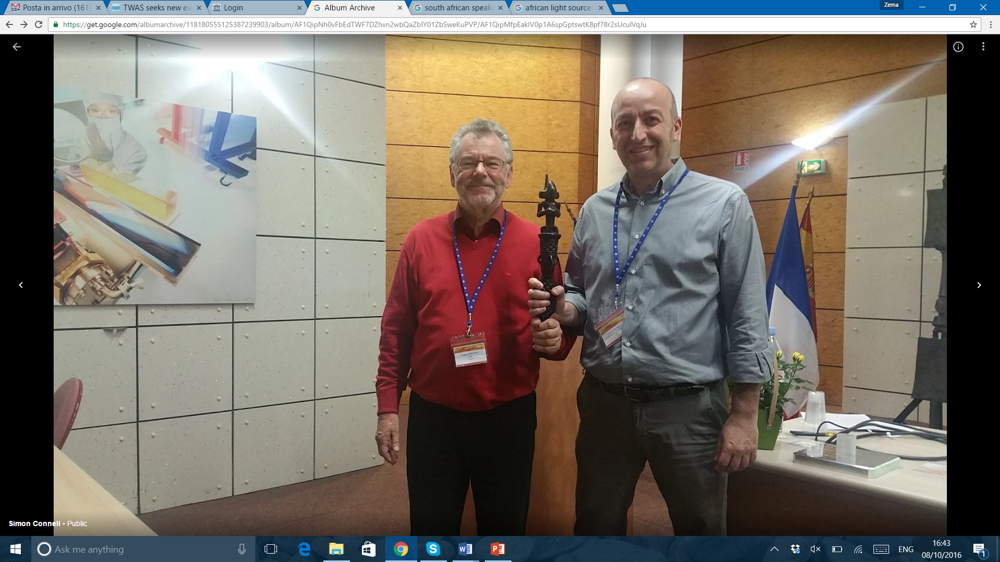 Posta in arrivo (161)
TWAS seeks new ex
Login
Album Archive
south african speak
african light source
Zema
https://get.google.com/albumarchive/118180555125387239903/album/AF1QipNh0vFbEdTWF7DZhvn2wbQaZbIY01ZbSweKuPVP/AF1QipMfpEakIV0p1A6spGptswtK8pf78r2sUcuIVqJu
Simon Connell • Public
Ask me anything
ENG
16:43
08/10/2016
1